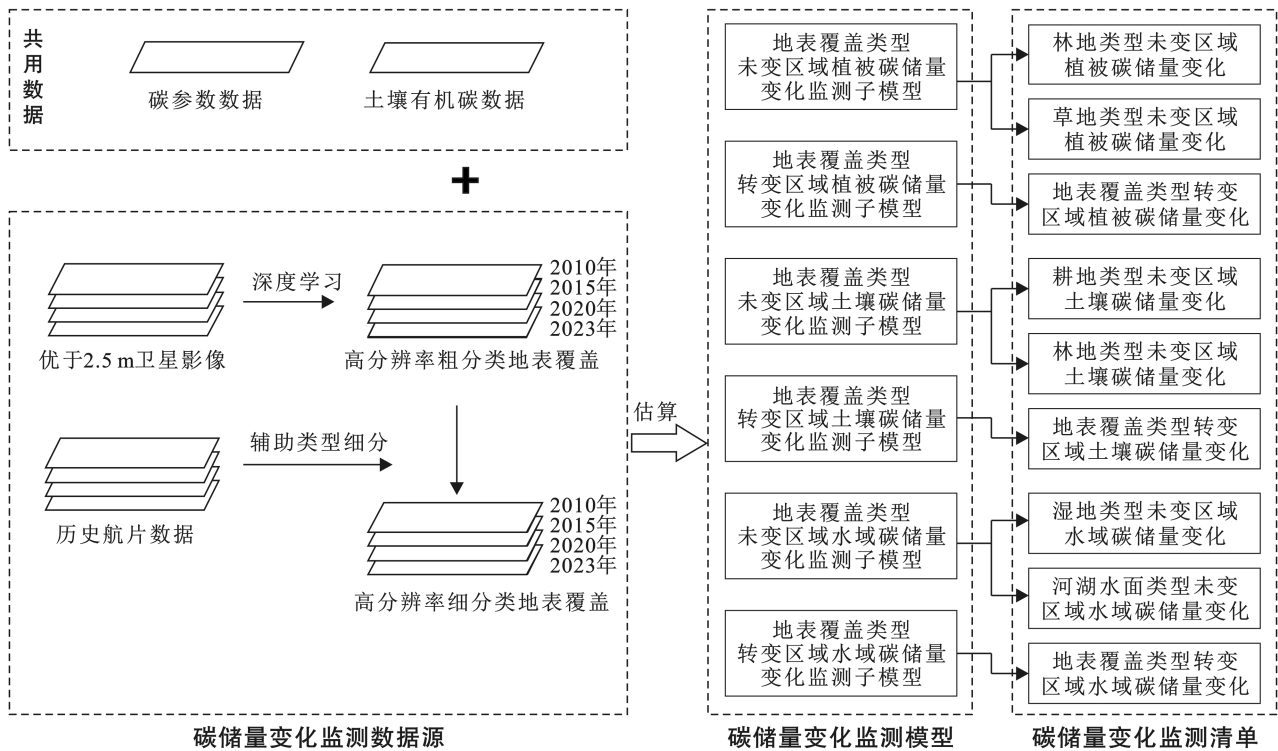 共用数据
碳参数数据
土壤有机碳数据
优于2.5 m卫星影像
深度学习
2010年
2015年
2020年
2023年
高分辨率粗分类地表覆盖
历史航片数据
辅助类型细分
2010年
2015年
2020年
2023年
高分辨率细分类地表覆盖
碳储量变化监测数据源
估算
地表覆盖类型
未变区域植被碳储量
变化监测子模型
地表覆盖类型
转变区域植被碳储量
变化监测子模型
地表覆盖类型
未变区域土壤碳储量
变化监测子模型
地表覆盖类型
转变区域土壤碳储量
变化监测子模型
地表覆盖类型
未变区域水域碳储量
变化监测子模型
地表覆盖类型
转变区域水域碳储量
变化监测子模型
碳储量变化监测模型
林地类型未变区域
植被碳储量变化
草地类型未变区域
植被碳储量变化
地表覆盖类型转变
区域植被碳储量变化
耕地类型未变区域
土壤碳储量变化
林地类型未变区域
土壤碳储量变化
地表覆盖类型转变
区域土壤碳储量变化
湿地类型未变区域
水域碳储量变化
河湖水面类型未变
区域水域碳储量变化
地表覆盖类型转变
区域水域碳储量变化
碳储量变化监测清单